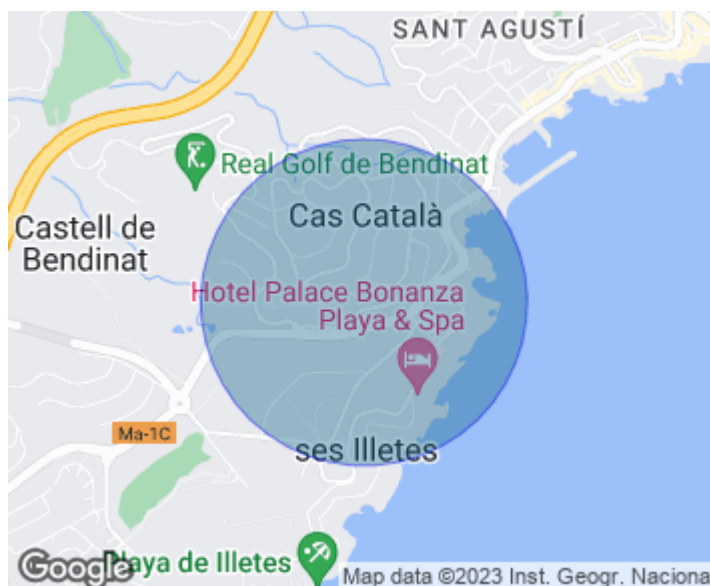 SANT AGUSTÍ
Real Golf de Bendinat
Cas Català
Castell de
Bendinat
Hotel Palace Bonanza
Playa & Spa
Ma-1C
ses Illetes
Google
Playa de Illetes
Map data ©2023 Inst. Geogr. Naciona